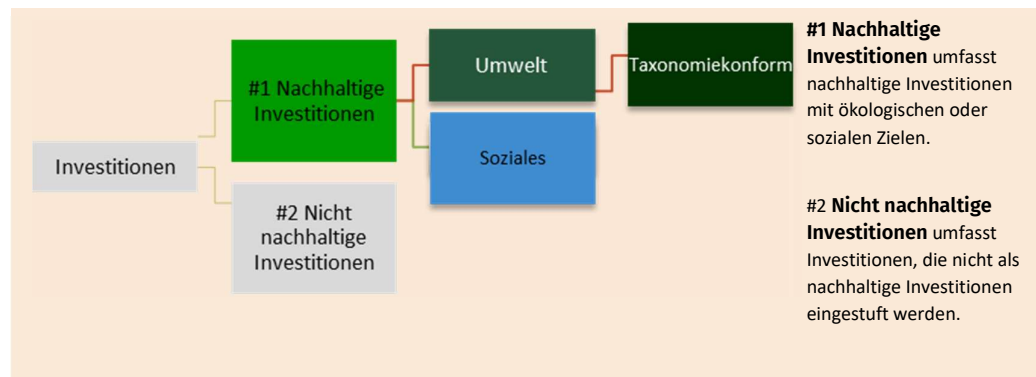 Investitionen
#1 Nachhaltige
Investitionen
#2 Nicht
nachhaltige
Investitionen
Umwelt
Soziales
Taxonomiekonform
#1 Nachhaltige
Investitionen umfasst
nachhaltige Investitionen
mit ökologischen oder
sozialen Zielen.
#2 Nicht nachhaltige
Investitionen umfasst
Investitionen, die nicht als
nachhaltige Investitionen
eingestuft werden.